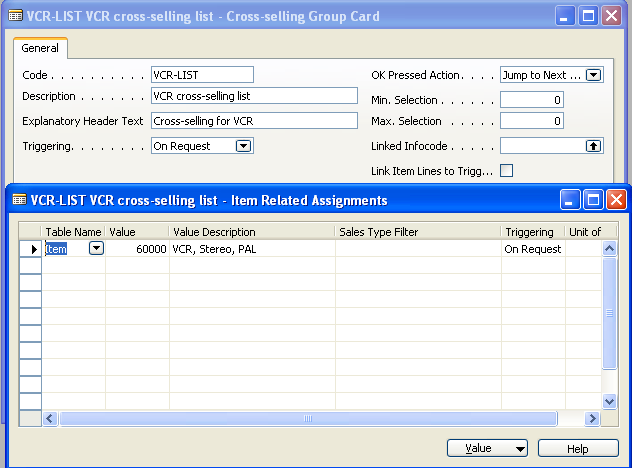 VCR-LIST VCR cross-selling list - Cross-selling Group Card
General
Code . . . . . . . . . . VCR-LIST OK Pressed Action. . . . Jump to Next ...
Description . . . . . . . VCR cross-selling list Min. Selection . . . . . . 0
Explanatory Header Text Cross-selling for VCR Max. Selection . . . . . 0
Triggering. . . . . . . . On Request Linked Infocode . . . . .
Link Item Lines to Trigg...
VCR-LIST VCR cross-selling list - Item Related Assignments
Table Name Value Value Description Sales Type Filter Triggering Unit of
Item 60000 VCR, Stereo, PAL On Request
Value Help